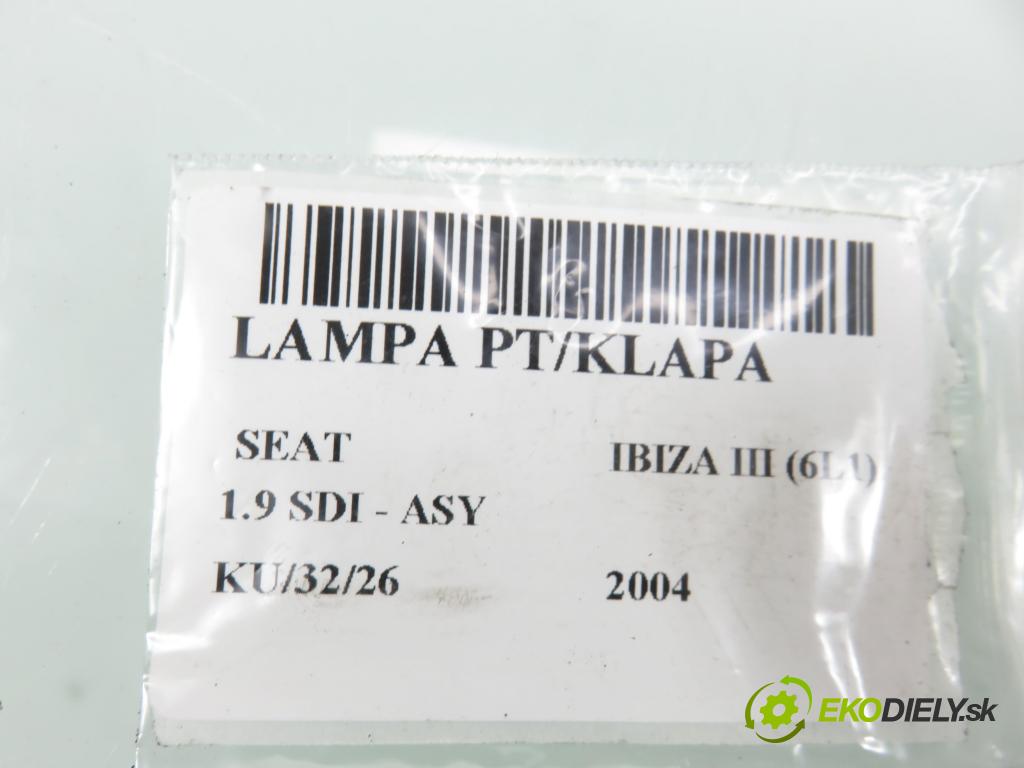 LAMPA PT/KLAPA
SEAT IBIZA III (6L1)
1.9 SDI - ASY
KU/32/26 2004
EKODIELY.sk